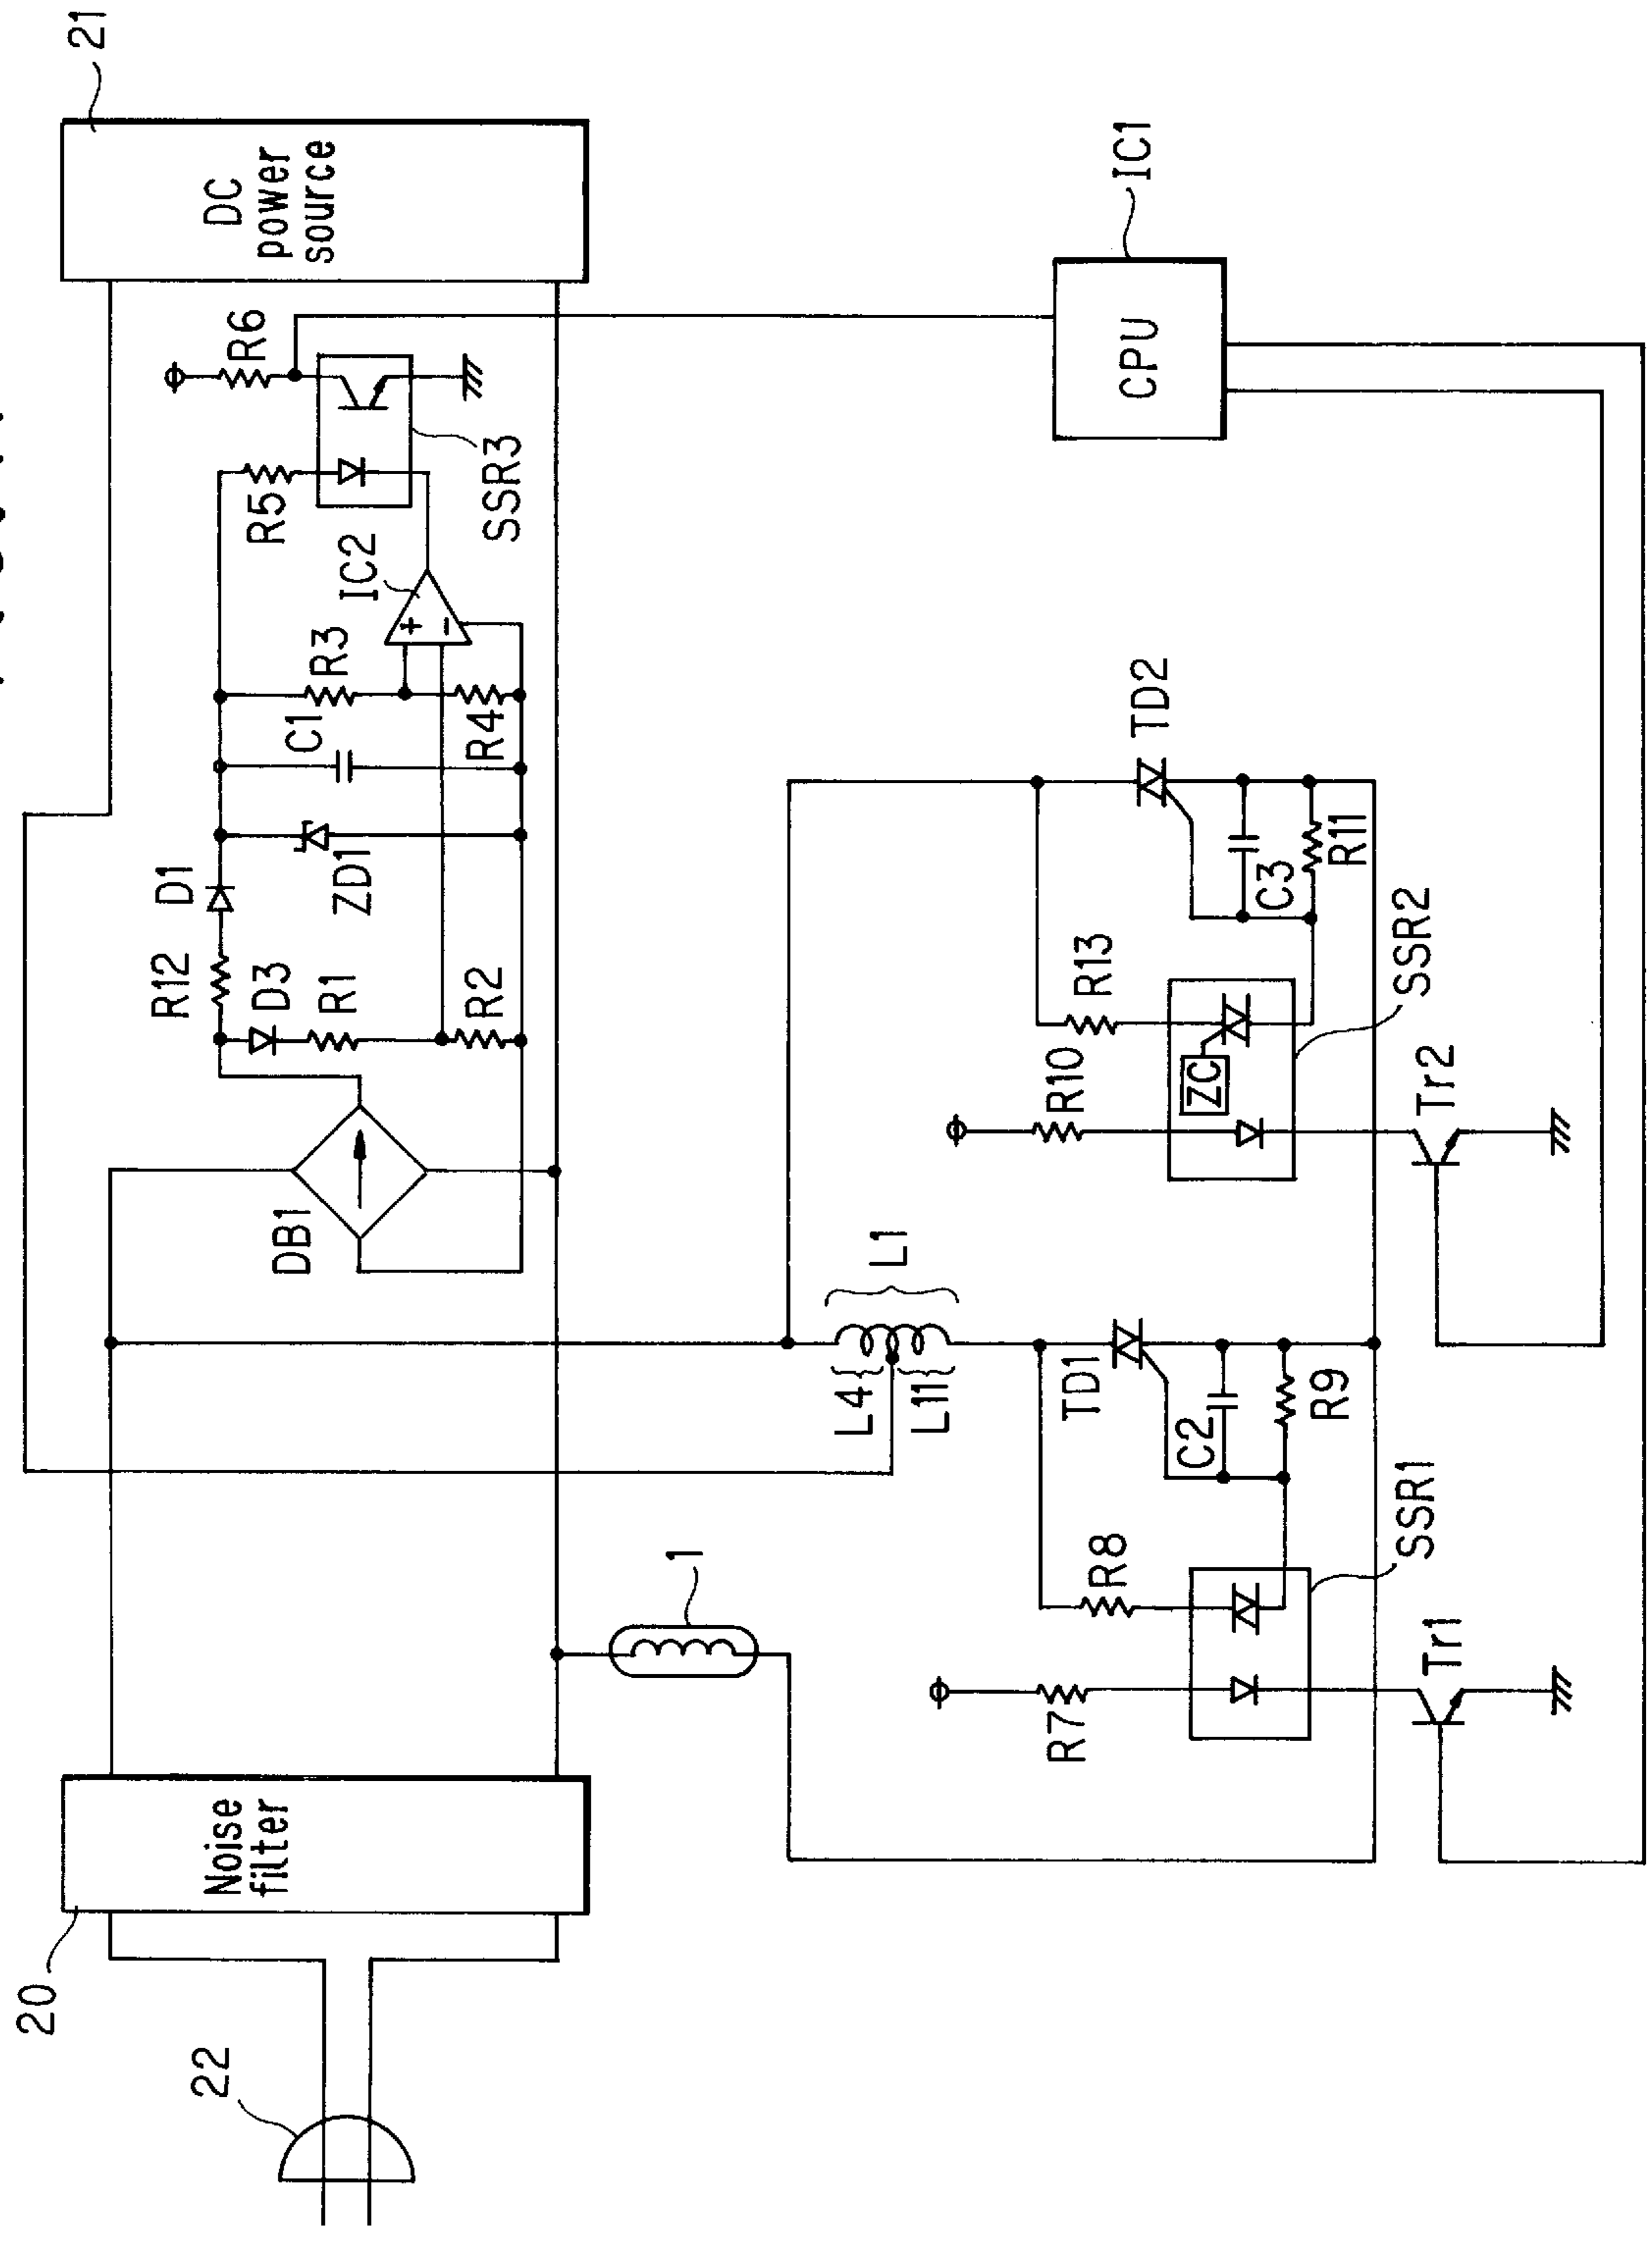 21
DC
power
source
R6
R5
SSR3
IC2
R3
C1
R4
D1
ZD1
R12
D3
R1
R2
DB1
+
−
Noise
filter
20
22
1
IC1
CPU
L1
L4
L11
TD2
C3
R11
R13
R10
ZC
SSR2
Tr2
TD1
C2
R9
R8
R7
SSR1
Tr1